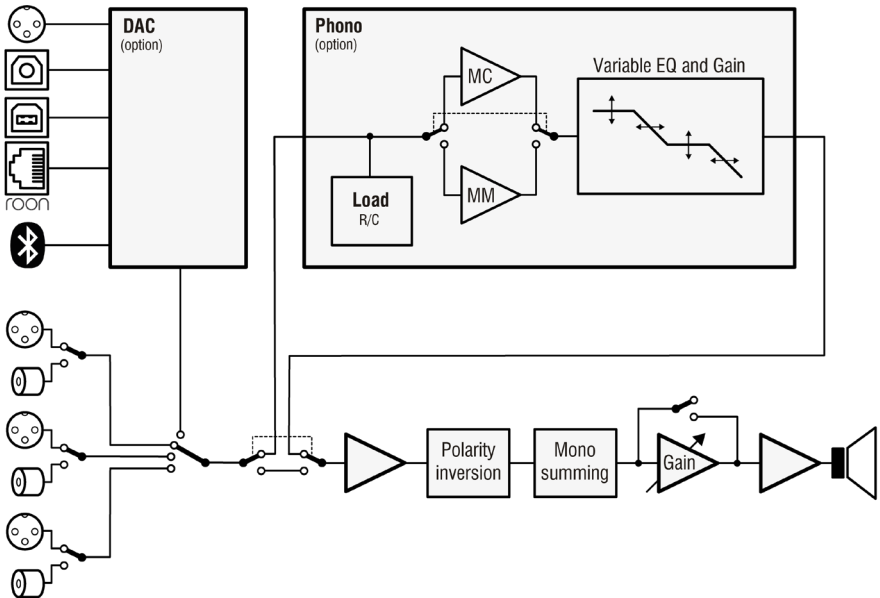 DAC
(option)
Phono
(option)
MC
Variable EQ and Gain
Load
R/C
MM
roon
Polarity
inversion
Mono
summing
Gain